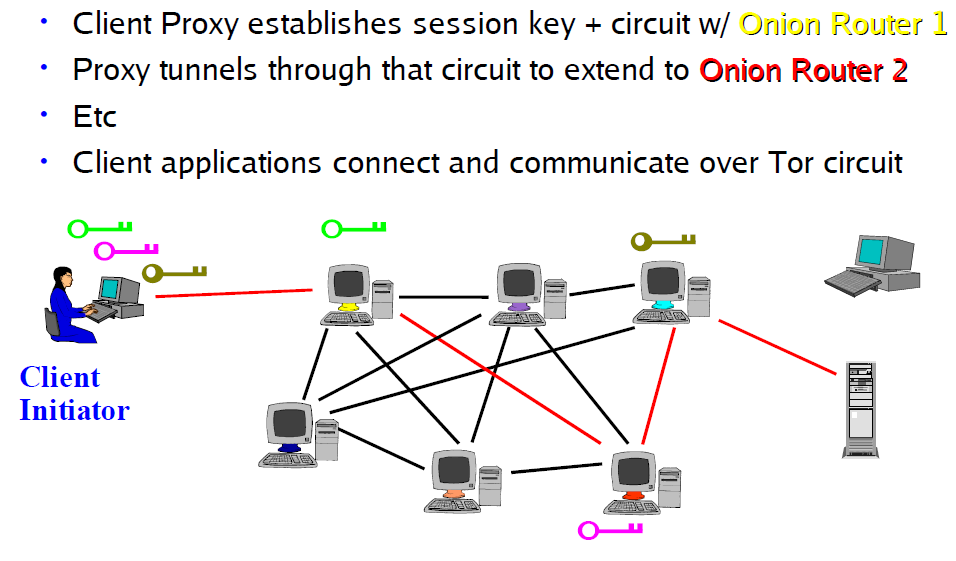 • Client Proxy establishes session key + circuit w/ Onion Router 1
• Proxy tunnels through that circuit to extend to Onion Router 2
• Etc
• Client applications connect and communicate over Tor circuit
Client
Initiator